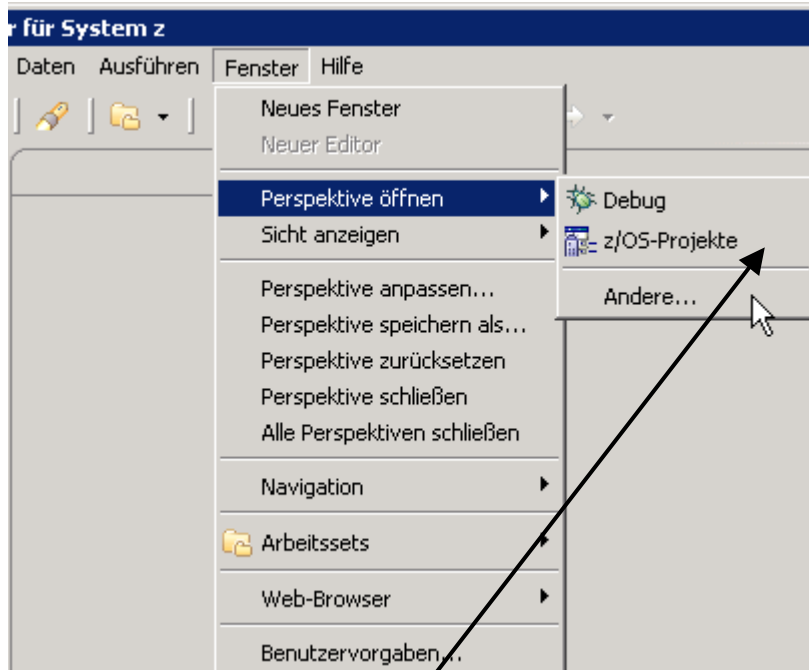 r für System z
Daten Ausführen Fenster Hilfe
Neues Fenster
Neuer Editor
Perspektive öffnen
Debug
Sicht anzeigen
z/OS-Projekte
Andere...
Perspektive anpassen...
Perspektive speichern als...
Perspektive zurücksetzen
Perspektive schließen
Alle Perspektiven schließen
Navigation
Arbeitssets
Web-Browser
Benutzervorgaben...